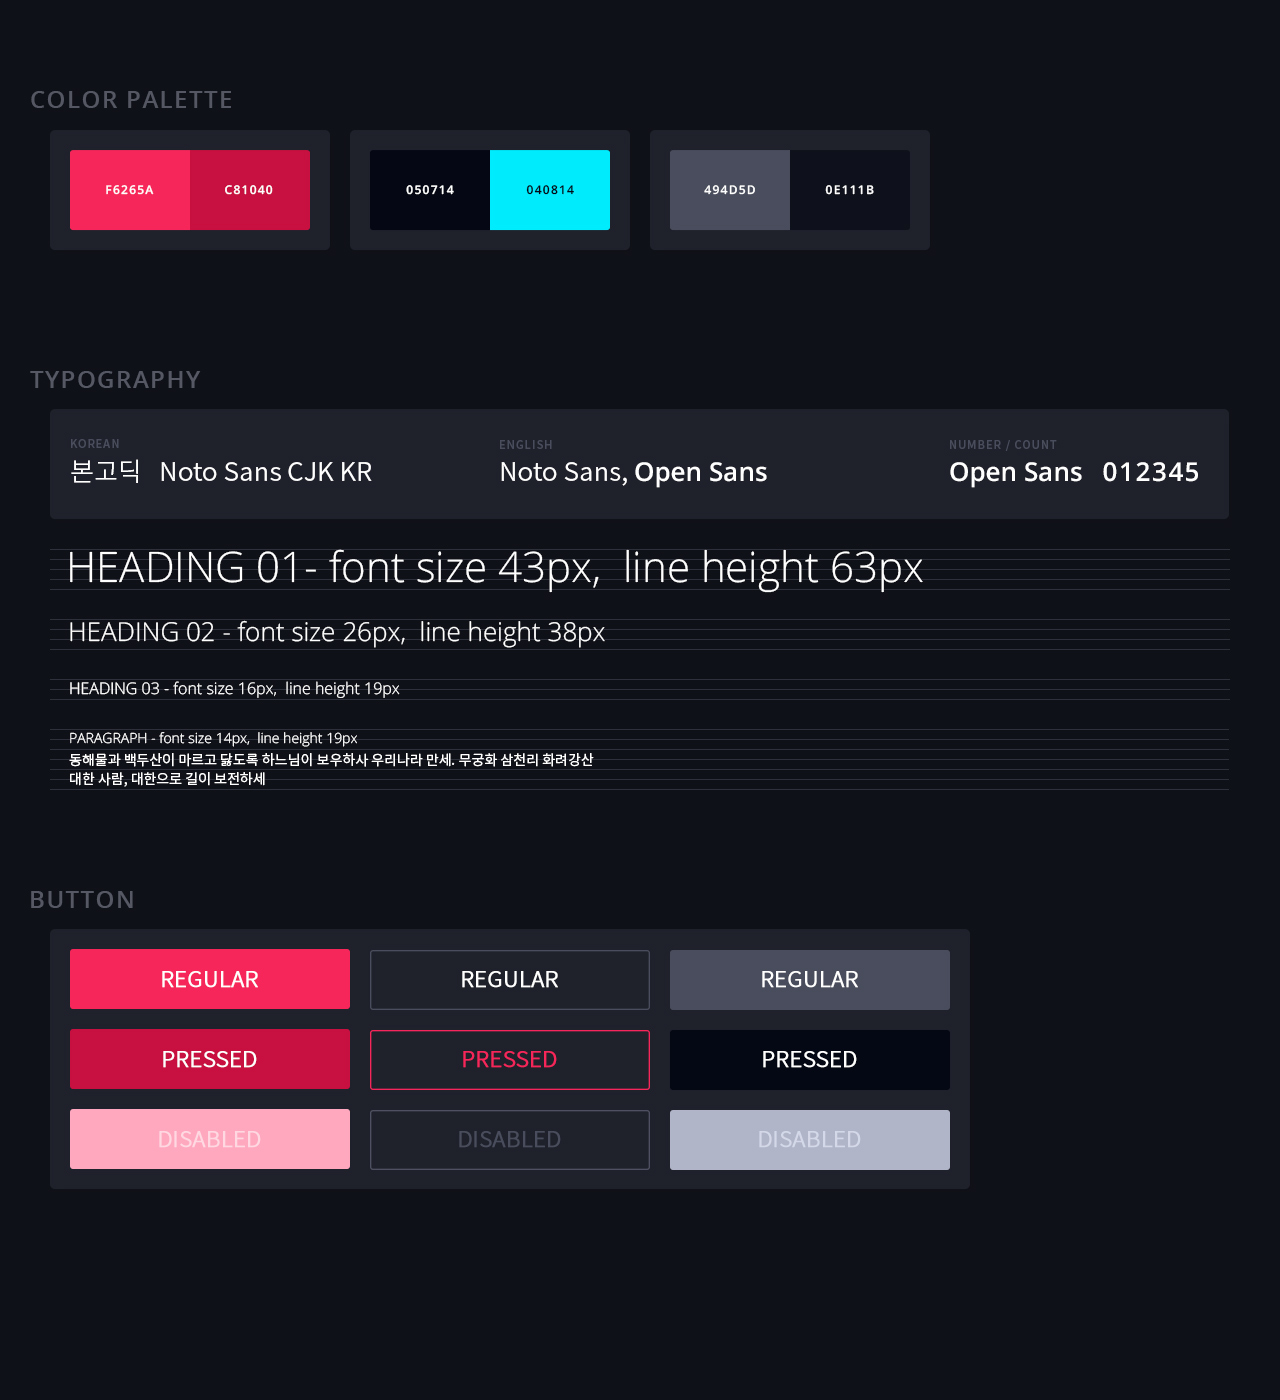 COLOR PALETTE
F6265A C81040 050714 040814 494D5D 0E111B
TYPOGRAPHY
KOREAN ENGLISH NUMBER / COUNT
본고딕 Noto Sans CJK KR Noto Sans, Open Sans Open Sans 012345
HEADING 01- font size 43px, line height 63px
HEADING 02 - font size 26px, line height 38px
HEADING 03 - font size 16px, line height 19px
PARAGRAPH - font size 14px, line height 19px
동해물과 백두산이 마르고 닳도록 하느님이 보우하사 우리나라 만세. 무궁화 삼천리 화려강산
대한 사람, 대한으로 길이 보전하세
BUTTON
REGULAR REGULAR REGULAR
PRESSED PRESSED PRESSED
DISABLED DISABLED DISABLED